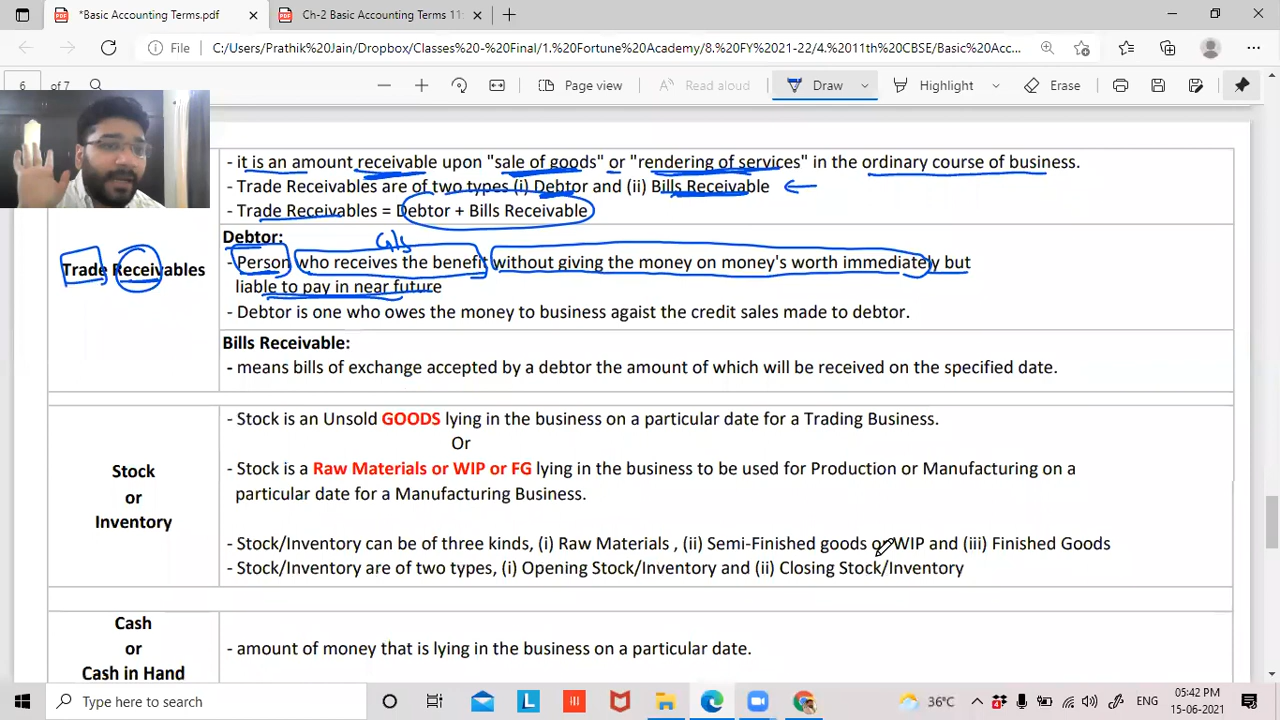 *Basic Accounting Terms.pdf
Ch-2 Basic Accounting Terms 11
File
C:/Users/Prathik%20Jain/Dropbox/Classes%20-%20Final/1.%20Fortune%20Academy/8.%20FY%202021-22/4.%2011th%20CBSE/Basic%20Acc...
6 of 7
Page view
Read aloud
Draw
Highlight
Erase
- it is an amount receivable upon "sale of goods" or "rendering of services" in the ordinary course of business.
- Trade Receivables are of two types (i) Debtor and (ii) Bills Receivable
- Trade Receivables = Debtor + Bills Receivable
Trade Receivables
Debtor:
G/s
- Person who receives the benefit without giving the money on money's worth immediately but
liable to pay in near future
- Debtor is one who owes the money to business agaist the credit sales made to debtor.
Bills Receivable:
- means bills of exchange accepted by a debtor the amount of which will be received on the specified date.
Stock
or
Inventory
- Stock is an Unsold GOODS lying in the business on a particular date for a Trading Business.
Or
- Stock is a Raw Materials or WIP or FG lying in the business to be used for Production or Manufacturing on a
particular date for a Manufacturing Business.
- Stock/Inventory can be of three kinds, (i) Raw Materials , (ii) Semi-Finished goods or WIP and (iii) Finished Goods
- Stock/Inventory are of two types, (i) Opening Stock/Inventory and (ii) Closing Stock/Inventory
Cash
or
Cash in Hand
- amount of money that is lying in the business on a particular date.
Type here to search
36°C
ENG
05:42 PM
15-06-2021